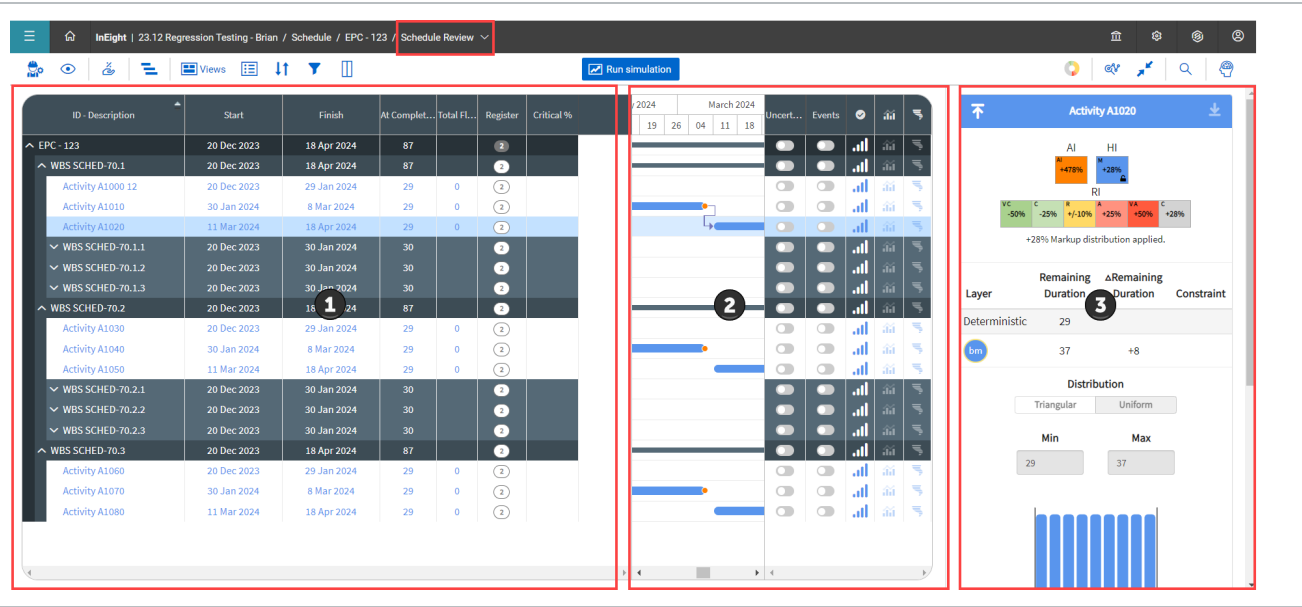 InEight | 23.12 Regression Testing - Brian / Schedule / EPC - 123 / Schedule Review
Views Run simulation
ID - Description Start Finish At Complet... Total Fl... Register Critical %
2024 March 2024
19 26 04 11 18
Uncert... Events
EPC - 123 20 Dec 2023 18 Apr 2024 87 2
WBS SCHED-70.1 20 Dec 2023 18 Apr 2024 87 2
Activity A1000 12 20 Dec 2023 29 Jan 2024 29 0 2
Activity A1010 30 Jan 2024 8 Mar 2024 29 0 2
Activity A1020 11 Mar 2024 18 Apr 2024 29 0 2
WBS SCHED-70.1.1 20 Dec 2023 30 Jan 2024 30 2
WBS SCHED-70.1.2 20 Dec 2023 30 Jan 2024 30 2
WBS SCHED-70.1.3 20 Dec 2023 30 Jan 2024 30 2
WBS SCHED-70.2 20 Dec 2023 18 24 87 2
1
2
Activity A1030 20 Dec 2023 29 Jan 2024 29 0 2
Activity A1040 30 Jan 2024 8 Mar 2024 29 0 2
Activity A1050 11 Mar 2024 18 Apr 2024 29 0 2
WBS SCHED-70.2.1 20 Dec 2023 30 Jan 2024 30 2
WBS SCHED-70.2.2 20 Dec 2023 30 Jan 2024 30 2
WBS SCHED-70.2.3 20 Dec 2023 30 Jan 2024 30 2
WBS SCHED-70.3 20 Dec 2023 18 Apr 2024 87 2
Activity A1060 20 Dec 2023 29 Jan 2024 29 0 2
Activity A1070 30 Jan 2024 8 Mar 2024 29 0 2
Activity A1080 11 Mar 2024 18 Apr 2024 29 0 2
Activity A1020
AI HI
AI M
+478% +28%
RI
VC C R A VA C
-50% -25% +/-10% +25% +50% +28%
+28% Markup distribution applied.
Remaining ΔRemaining
Layer Duration Duration Constraint
3
Deterministic 29
bm 37 +8
Distribution
Triangular Uniform
Min Max
29 37